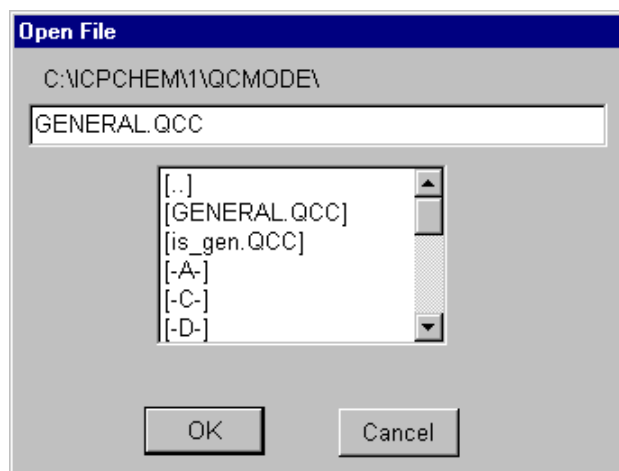 Open File
C:\ICPCHEM\1\QCMODE\
GENERAL.QCC
[..]
[GENERAL.QCC]
[is_gen.QCC]
[-A-]
[-C-]
[-D-]
OK Cancel